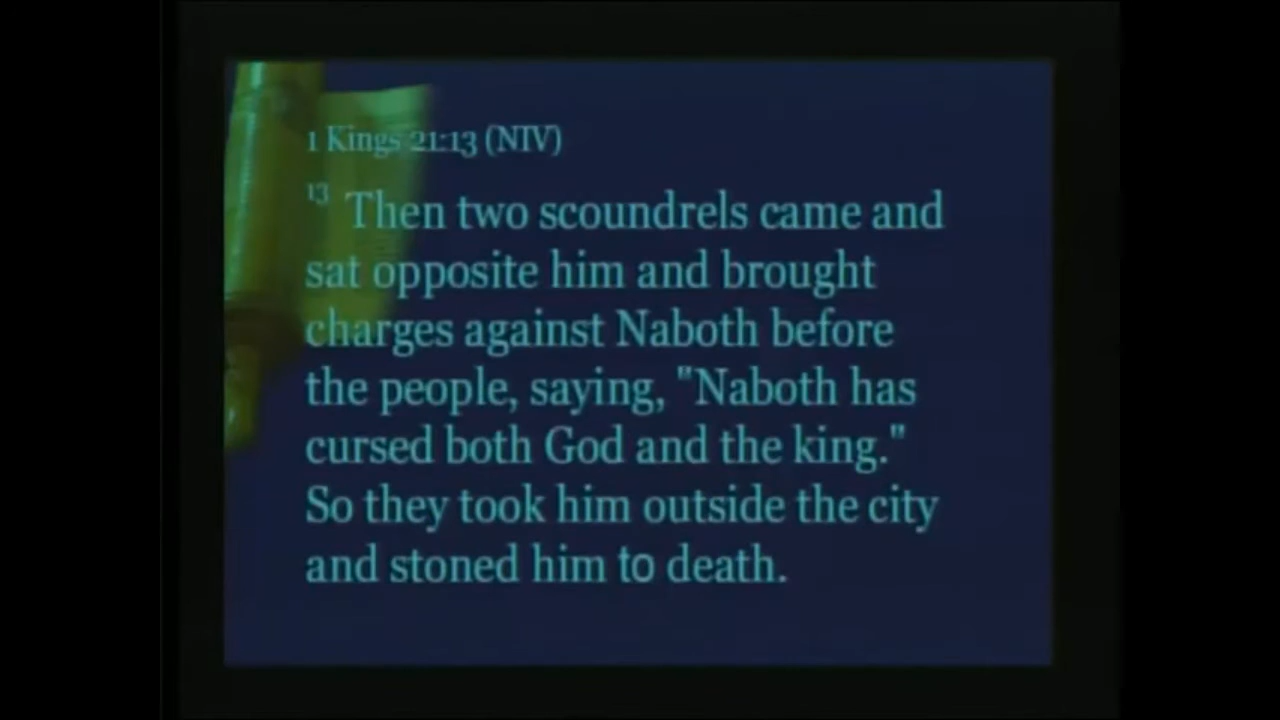 1 Kings 21:13 (NIV)
13 Then two scoundrels came and
sat opposite him and brought
charges against Naboth before
the people, saying, "Naboth has
cursed both God and the king."
So they took him outside the city
and stoned him to death.